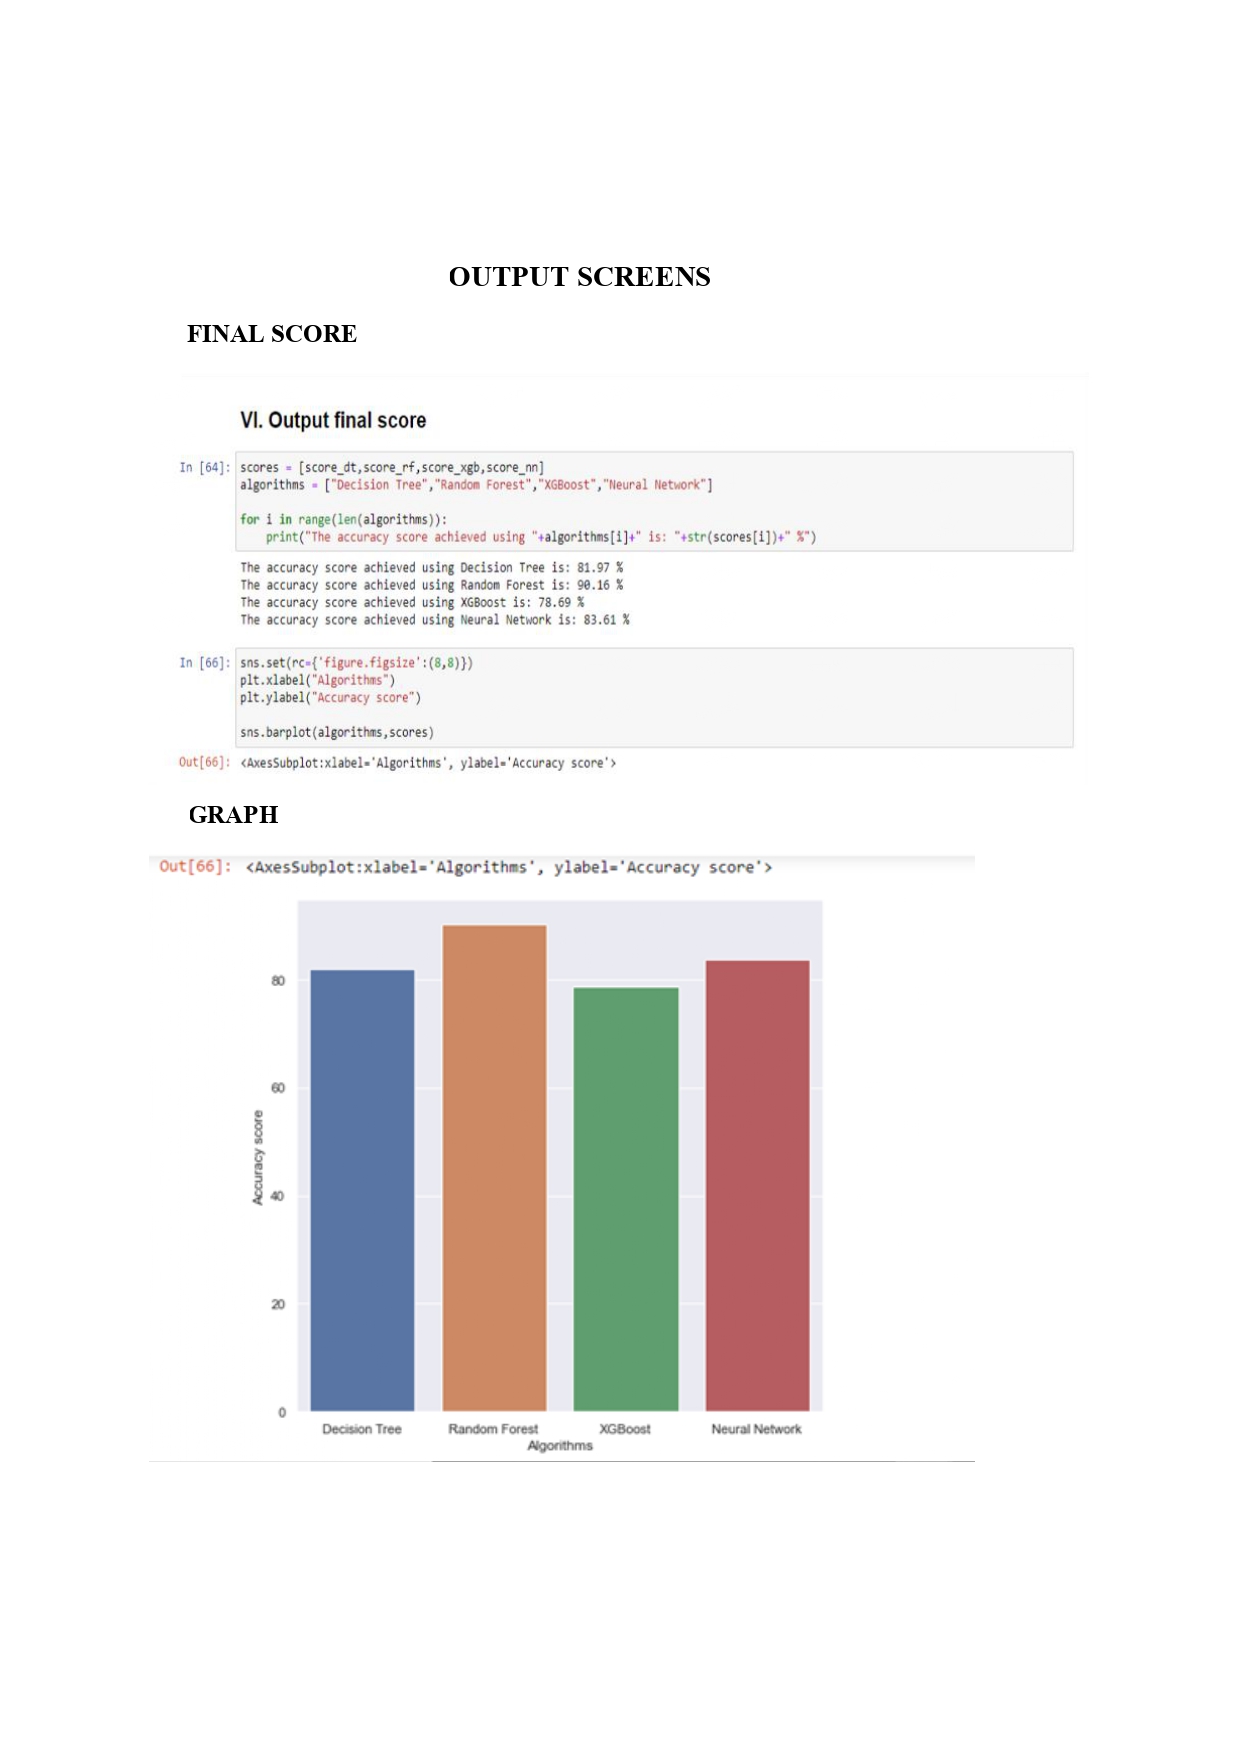 OUTPUT SCREENS
FINAL SCORE
VI. Output final score
In [64]: scores = [score_dt,score_rf,score_xgb,score_nn]
algorithms = ["Decision Tree","Random Forest","XGBoost","Neural Network"]
for i in range(len(algorithms)):
    print("The accuracy score achieved using "+algorithms[i]+" is: "+str(scores[i])+" %")
The accuracy score achieved using Decision Tree is: 81.97 %
The accuracy score achieved using Random Forest is: 90.16 %
The accuracy score achieved using XGBoost is: 78.69 %
The accuracy score achieved using Neural Network is: 83.61 %
In [66]: sns.set(rc={'figure.figsize':(8,8)})
plt.xlabel("Algorithms")
plt.ylabel("Accuracy score")
sns.barplot(algorithms,scores)
Out[66]: <AxesSubplot:xlabel='Algorithms', ylabel='Accuracy score'>
GRAPH
Out[66]: <AxesSubplot:xlabel='Algorithms', ylabel='Accuracy score'>
80
60
Accuracy score
40
20
0
Decision Tree Random Forest XGBoost Neural Network
Algorithms